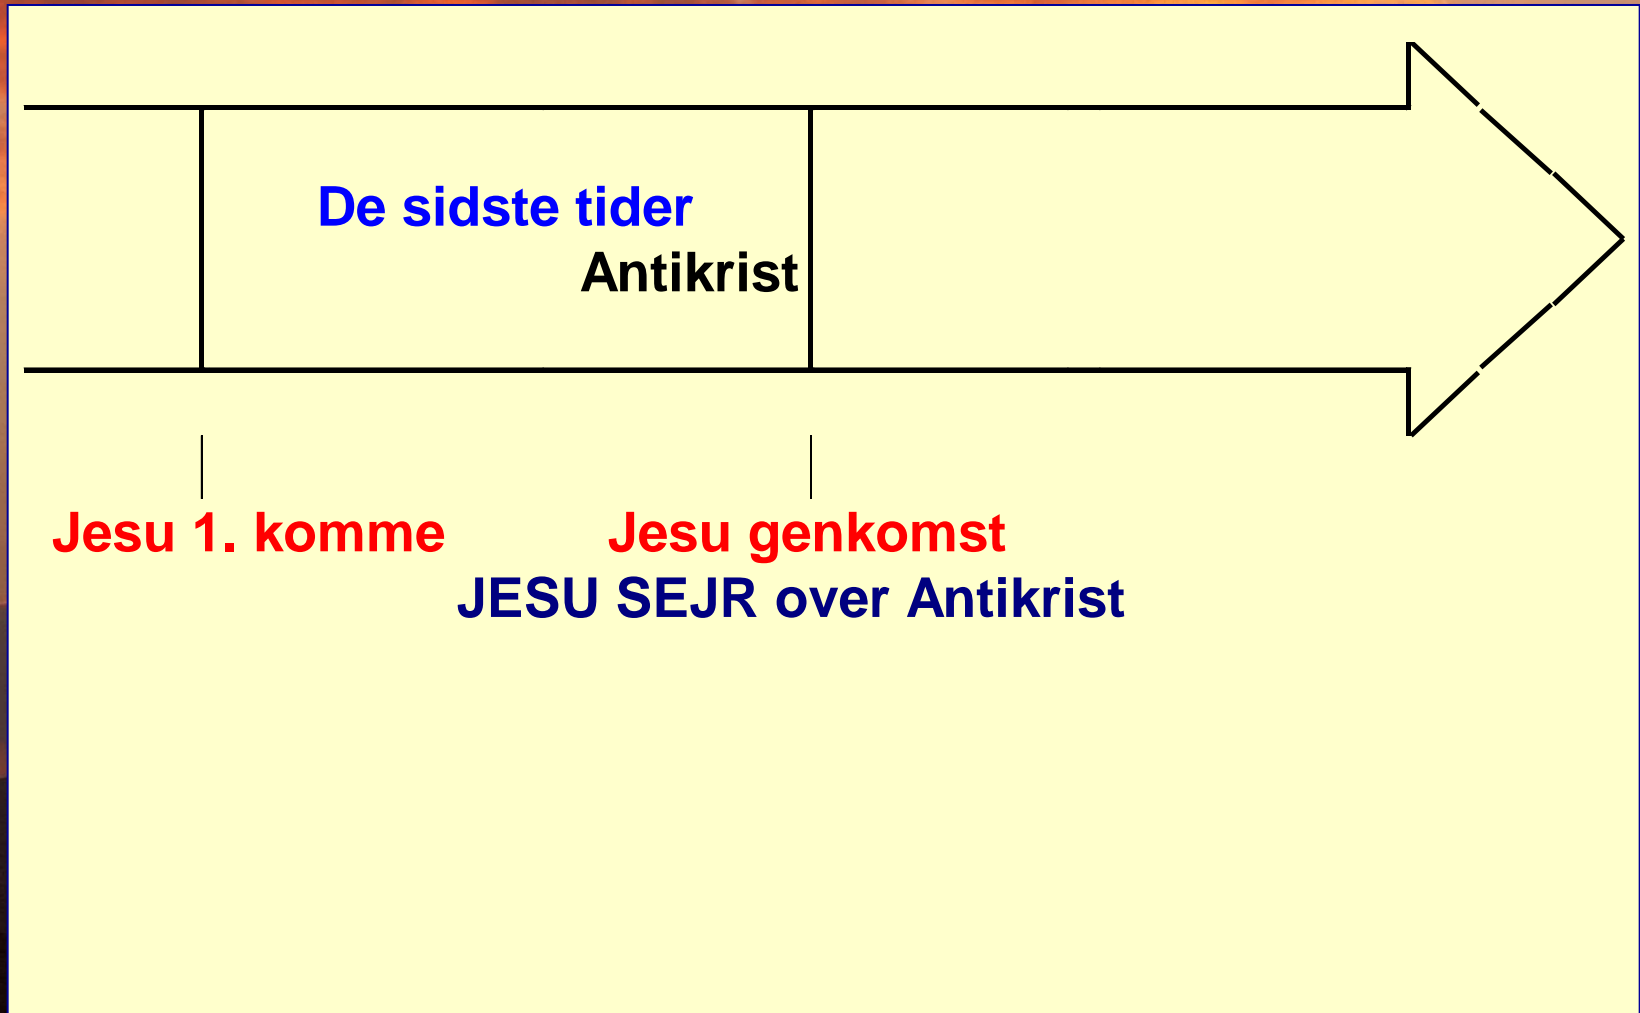 De sidste tider
Antikrist
Jesu 1. komme Jesu genkomst
JESU SEJR over Antikrist